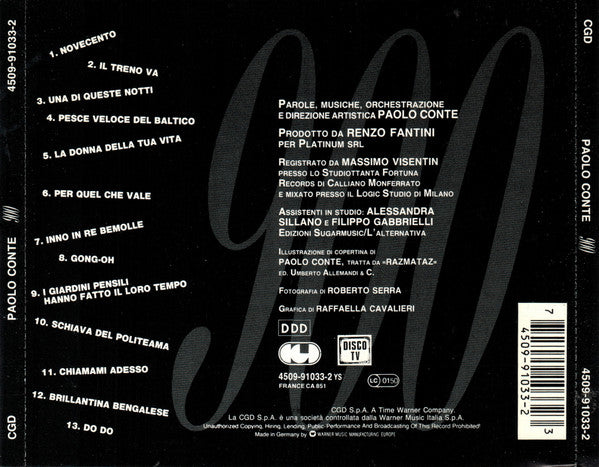 CGD
PAOLO CONTE
900
4509-91033-2
1. NOVECENTO
2. IL TRENO VA
3. UNA DI QUESTE NOTTI
4. PESCE VELOCE DEL BALTICO
5. LA DONNA DELLA TUA VITA
6. PER QUEL CHE VALE
7. INNO IN RE BEMOLLE
8. GONG-OH
9. I GIARDINI PENSILI
HANNO FATTO IL LORO TEMPO
10. SCHIAVA DEL POLITEAMA
11. CHIAMAMI ADESSO
12. BRILLANTINA BENGALESE
13. DO DO
900
PAROLE, MUSICHE, ORCHESTRAZIONE
E DIREZIONE ARTISTICA PAOLO CONTE
PRODOTTO DA RENZO FANTINI
PER PLATINUM SRL
REGISTRATO DA MASSIMO VISENTIN
PRESSO LO STUDIOTTANTA FORTUNA
RECORDS DI CALLIANO MONFERRATO
E MIXATO PRESSO IL LOGIC STUDIO DI MILANO
ASSISTENTI IN STUDIO: ALESSANDRA
SILLANO E FILIPPO GABBRIELLI
EDIZIONI SUGARMUSIC/L'ALTERNATIVA
ILLUSTRAZIONE DI COPERTINA DI
PAOLO CONTE, TRATTA DA «RAZMATAZ»
ED. UMBERTO ALLEMANDI & C.
FOTOGRAFIA DI ROBERTO SERRA
GRAFICA DI RAFFAELLA CAVALIERI
DDD
DISCO
TV
4509-91033-2 YS
FRANCE CA 851
LC 0150
CGD S.p.A. A Time Warner Company.
La CGD S.p.A. è una società controllata dalla Warner Music Italia S.p.A.
Unauthorized Copying, Hiring, Lending, Public Performance And Broadcasting Of This Record Prohibited!
Made in Germany by WARNER MUSIC MANUFACTURING EUROPE
7 4509-91033-2 3
CGD
PAOLO CONTE
900
4509-91033-2